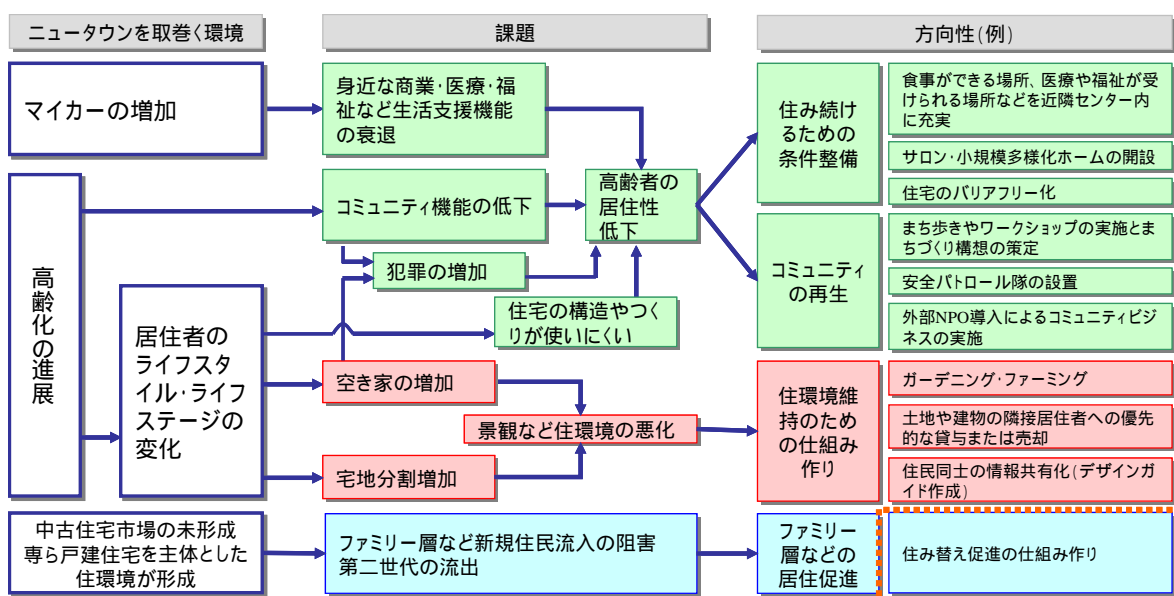 ニュータウンを取巻く環境
課題
方向性(例)
マイカーの増加
身近な商業・医療・福
祉など生活支援機能
の衰退
住み続け
るための
条件整備
食事ができる場所、医療や福祉が受
けられる場所などを近隣センター内
に充実
サロン・小規模多様化ホームの開設
住宅のバリアフリー化
高齢化の進展
コミュニティ機能の低下
高齢者の
居住性
低下
犯罪の増加
コミュニティ
の再生
まち歩きやワークショップの実施とま
ちづくり構想の策定
安全パトロール隊の設置
外部NPO導入によるコミュニティビジ
ネスの実施
居住者の
ライフスタ
イル・ライフ
ステージの
変化
住宅の構造やつく
りが使いにくい
空き家の増加
景観など住環境の悪化
宅地分割増加
住環境維
持のため
の仕組み
作り
ガーデニング・ファーミング
土地や建物の隣接居住者への優先
的な貸与または売却
住民同士の情報共有化(デザインガ
イド作成)
中古住宅市場の未形成
専ら戸建住宅を主体とした
住環境が形成
ファミリー層など新規住民流入の阻害
第二世代の流出
ファミリー
層などの
居住促進
住み替え促進の仕組み作り